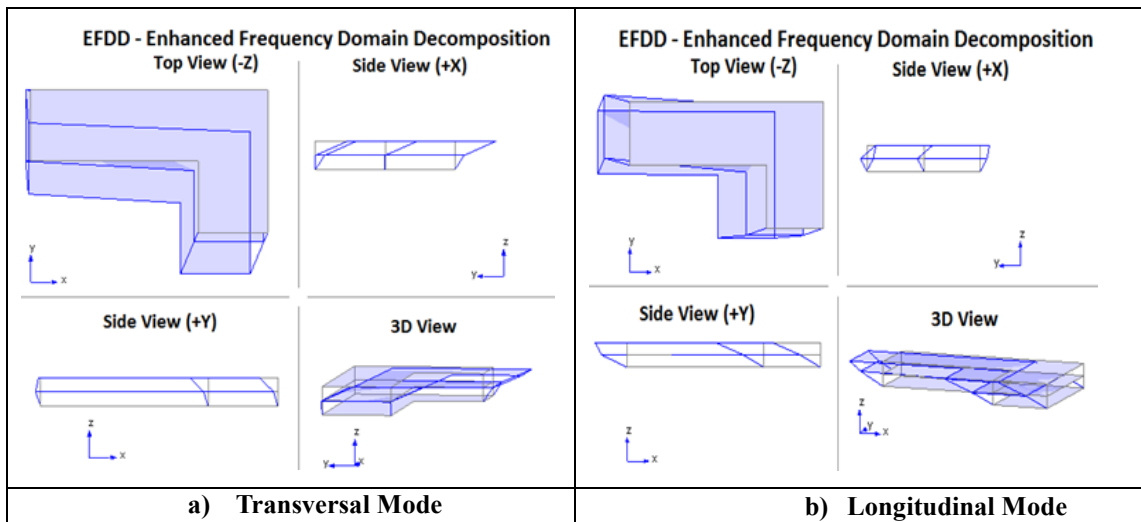 EFDD - Enhanced Frequency Domain Decomposition
Top View (-Z)
Side View (+X)
Y
x
z
Y
Side View (+Y)
3D View
z
x
z
Y
x
a) Transversal Mode
EFDD - Enhanced Frequency Domain Decomposition
Top View (-Z)
Side View (+X)
Y
x
z
Y
Side View (+Y)
3D View
z
x
z
Y
x
b) Longitudinal Mode